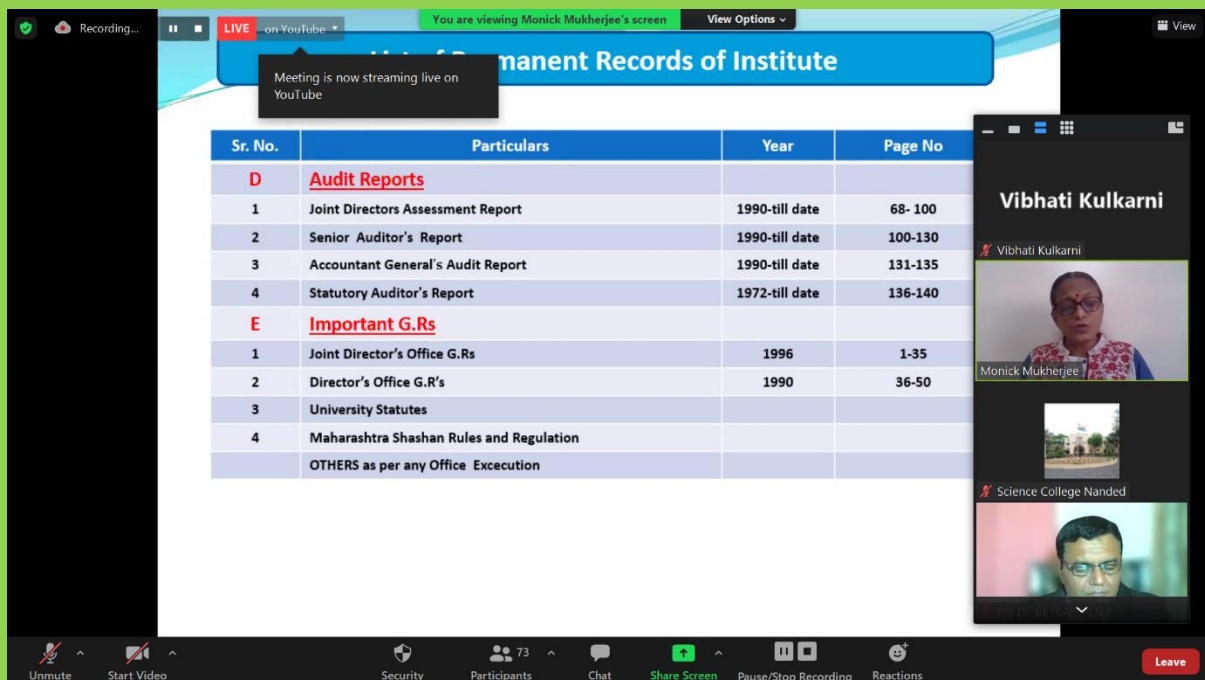 Recording...
LIVE on YouTube
You are viewing Monick Mukherjee's screen
View Options
View
Meeting is now streaming live on
YouTube
manent Records of Institute
Sr. No. Particulars Year Page No
D Audit Reports
1 Joint Directors Assessment Report 1990-till date 68- 100
2 Senior Auditor's Report 1990-till date 100-130
3 Accountant General's Audit Report 1990-till date 131-135
4 Statutory Auditor's Report 1972-till date 136-140
E Important G.Rs
1 Joint Director's Office G.Rs 1996 1-35
2 Director's Office G.R's 1990 36-50
3 University Statutes
4 Maharashtra Shashan Rules and Regulation
OTHERS as per any Office Excecution
Vibhati Kulkarni
Vibhati Kulkarni
Monick Mukherjee
Science College Nanded
Unmute
Start Video
Security
73
Participants
Chat
Share Screen
Pause/Stop Recording
Reactions
Leave